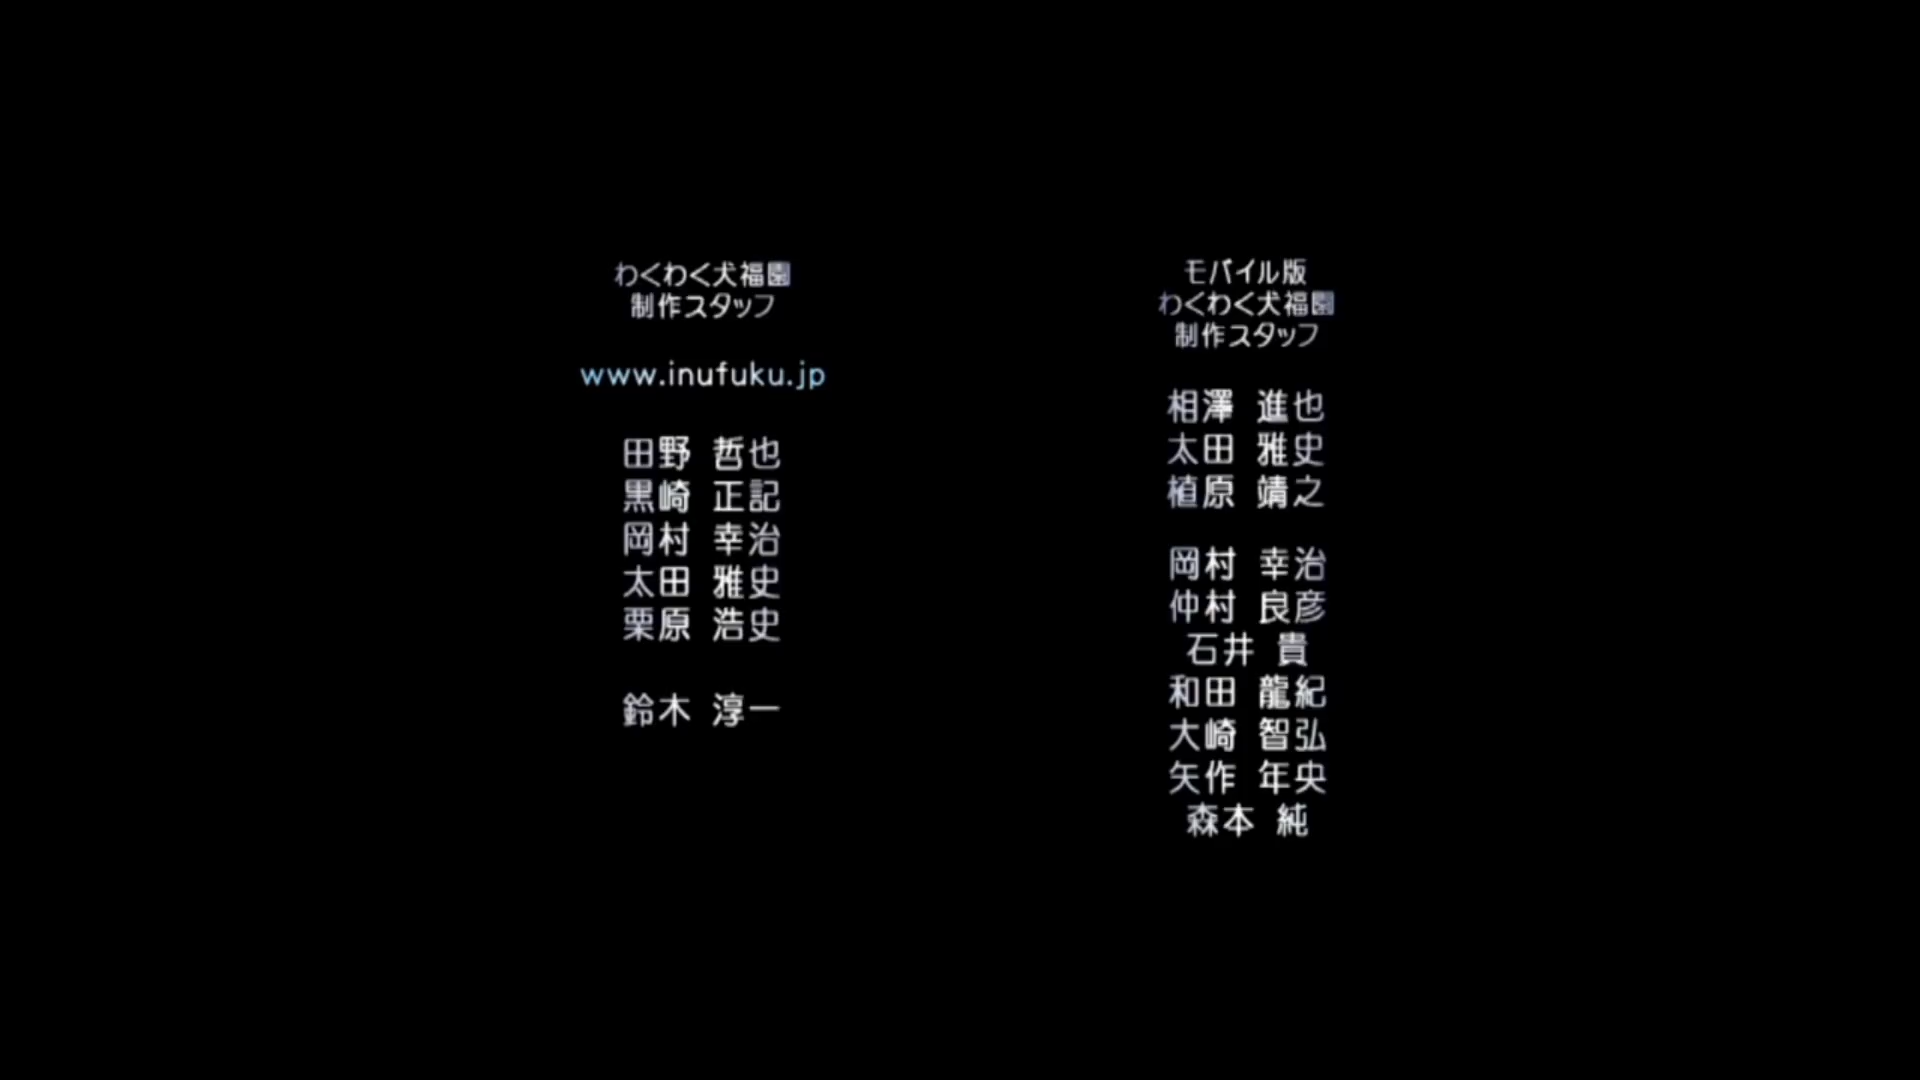 わくわく犬福園
制作スタッフ
www.inufuku.jp
田野 哲也
黒崎 正記
岡村 幸治
太田 雅史
栗原 浩史
鈴木 淳一
モバイル版
わくわく犬福園
制作スタッフ
相澤 進也
太田 雅史
植原 靖之
岡村 幸治
仲村 良彦
石井 貴
和田 龍紀
大崎 智弘
矢作 年央
森本 純